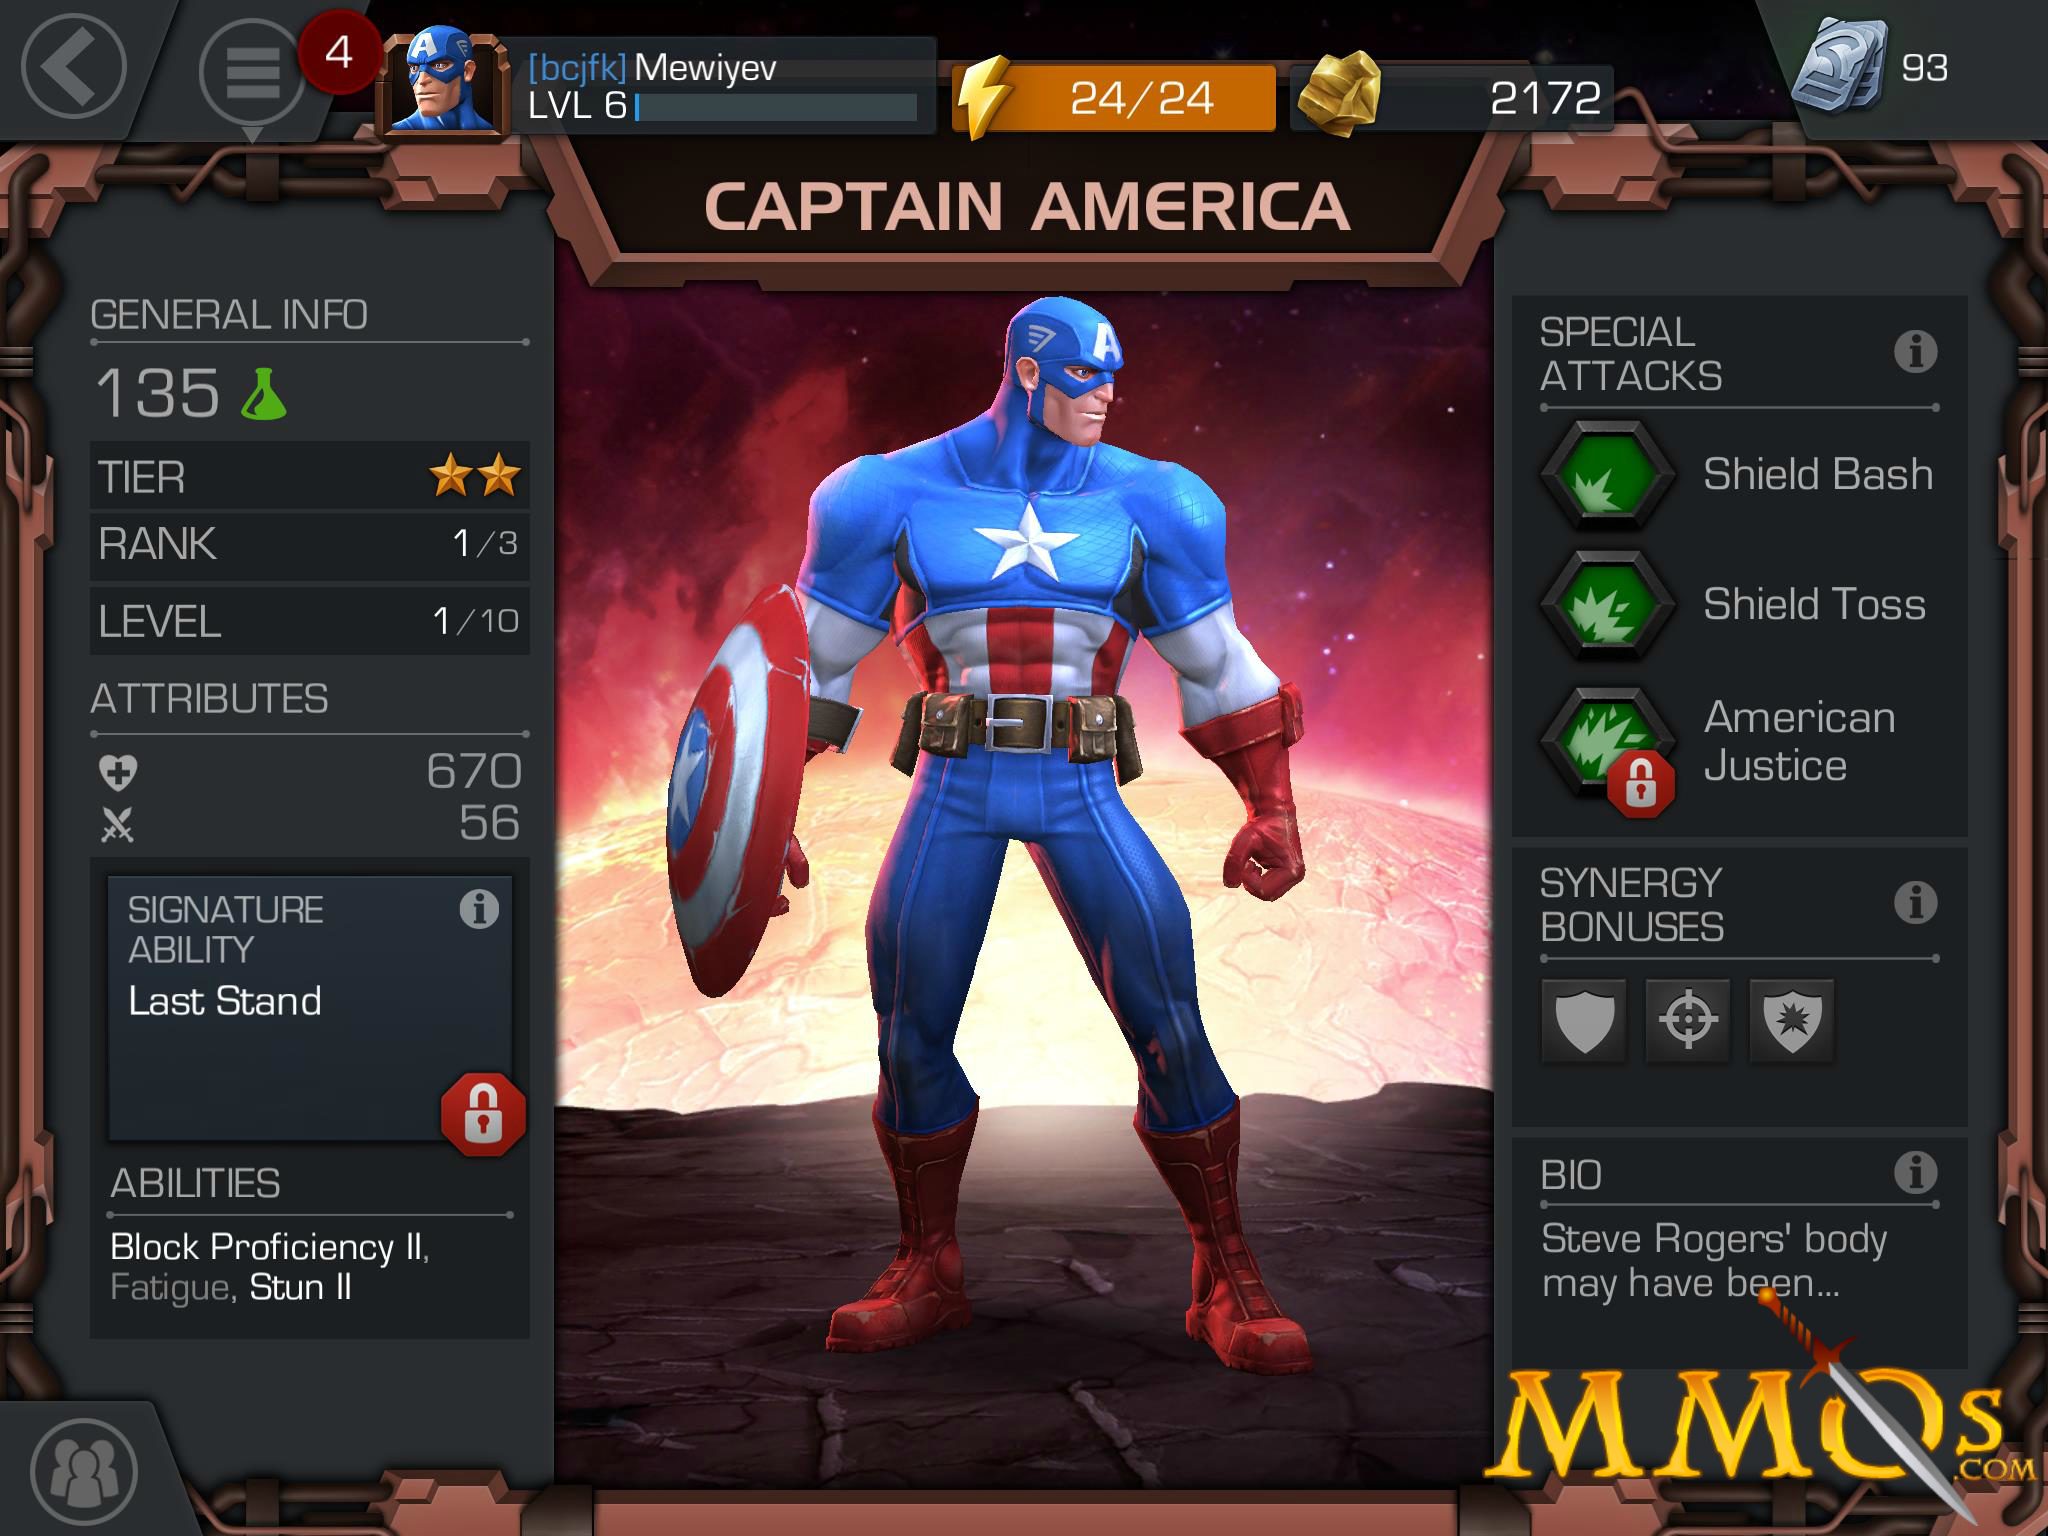 4
[bcjfk] Mewiyev
LVL 6
24/24
2172
93
CAPTAIN AMERICA
GENERAL INFO
135
TIER
RANK 1/3
LEVEL 1/10
ATTRIBUTES
670
56
SIGNATURE
ABILITY
Last Stand
ABILITIES
Block Proficiency II,
Fatigue, Stun II
SPECIAL
ATTACKS
Shield Bash
Shield Toss
American
Justice
SYNERGY
BONUSES
BIO
Steve Rogers' body
may have been...
A
MMOs
.COM